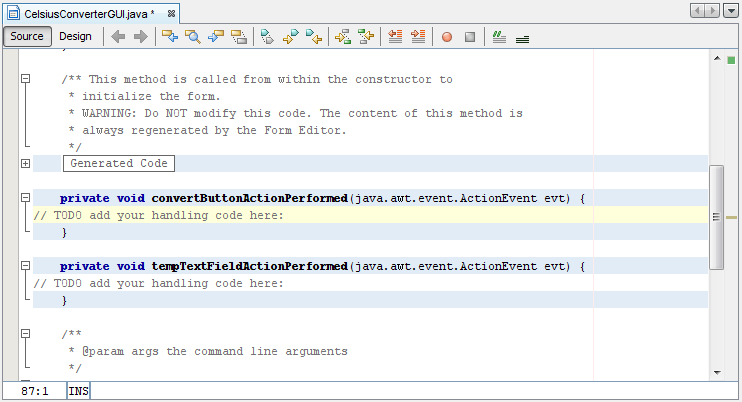 CelsiusConverterGUI.java *
Source Design
/** This method is called from within the constructor to
* initialize the form.
* WARNING: Do NOT modify this code. The content of this method is
* always regenerated by the Form Editor.
*/
Generated Code
private void convertButtonActionPerformed(java.awt.event.ActionEvent evt) {
// TODO add your handling code here:
}
private void tempTextFieldActionPerformed(java.awt.event.ActionEvent evt) {
// TODO add your handling code here:
}
/**
* @param args the command line arguments
*/
87:1 INS